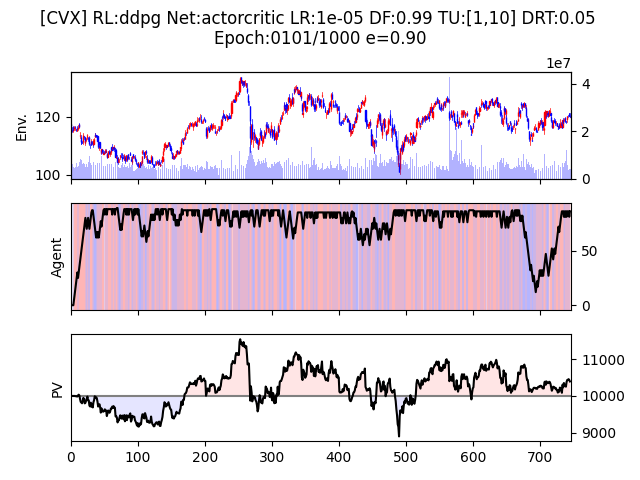 [CVX] RL:ddpg Net:actorcritic LR:1e-05 DF:0.99 TU:[1,10] DRT:0.05
Epoch:0101/1000 e=0.90
1e7
Env.
120
100
4
2
0
Agent
50
0
PV
11000
10000
9000
0 100 200 300 400 500 600 700